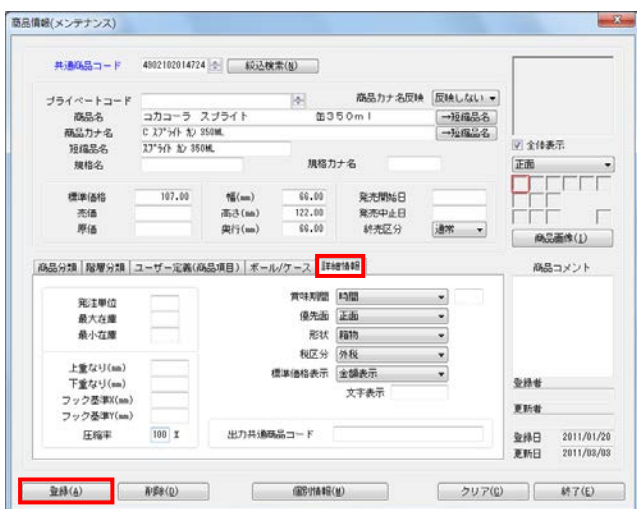 商品情報(メンテナンス)
共通商品コード 4902102014724 絞込検索(N)
プライベートコード 商品カナ名反映 反映しない
商品名 コカコーラ スプライト 缶350ml →短縮品名
商品カナ名 C スプライト カン 350ML →短縮品名
短縮品名 スプライト カン 350ML
規格名 規格カナ名
全体表示
正面
標準価格 107.00 幅(mm) 66.00 発売開始日
売価 高さ(mm) 122.00 発売中止日
原価 奥行(mm) 66.00 終売区分 通常
商品画像(I)
商品分類 階層分類 ユーザー定義(商品項目) ボール/ケース 詳細情報
商品コメント
発注単位 賞味期間 時間
最大在庫 優先面 正面
最小在庫 形状 箱物
税区分 外税
上重なり(mm) 標準価格表示 金額表示
下重なり(mm) 文字表示
フック基準X(mm)
フック基準Y(mm)
圧縮率 100 % 出力共通商品コード
登録者
更新者
登録日 2011/01/20
更新日 2011/03/03
登録(A) 削除(D) 個別情報(M) クリア(C) 終了(E)